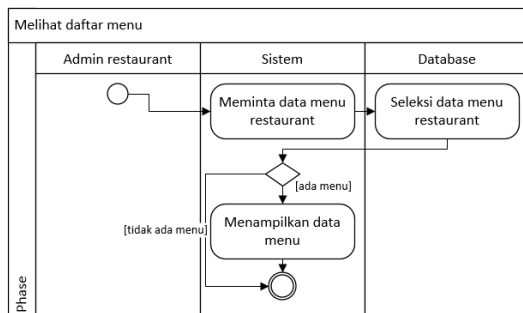 Melihat daftar menu
Admin restaurant
Sistem
Database
Meminta data menu
restaurant
Seleksi data menu
restaurant
[ada menu]
[tidak ada menu]
Menampilkan data
menu
Phase